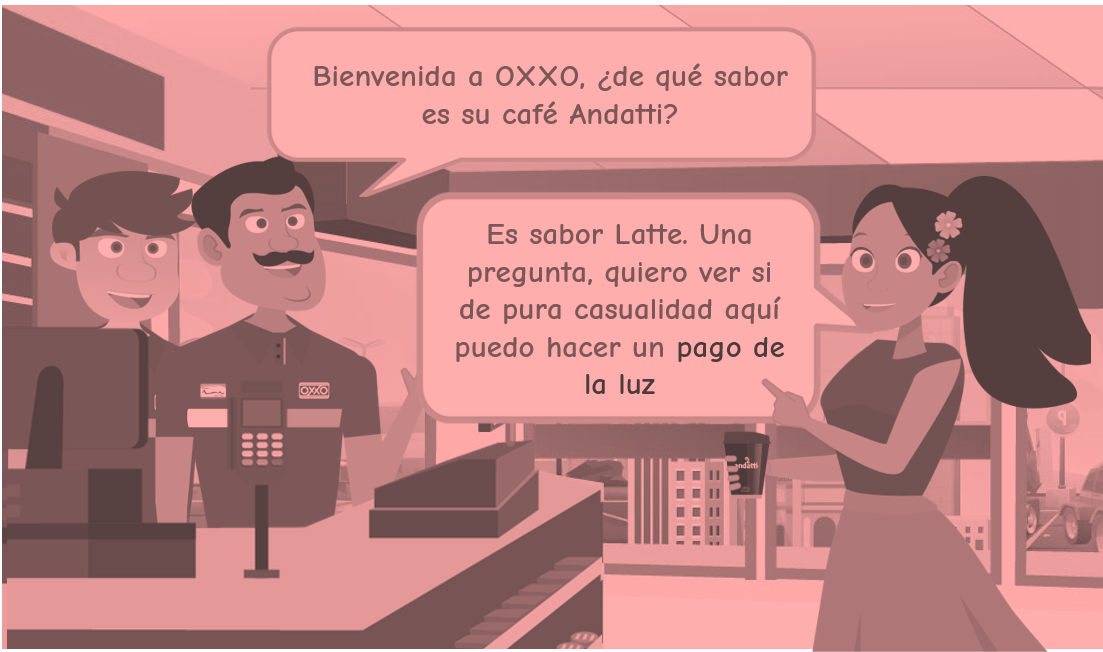 Bienvenida a OXXO, ¿de qué sabor
es su café Andatti?
Es sabor Latte. Una
pregunta, quiero ver si
de pura casualidad aquí
puedo hacer un pago de
la luz
OXXO
andatti